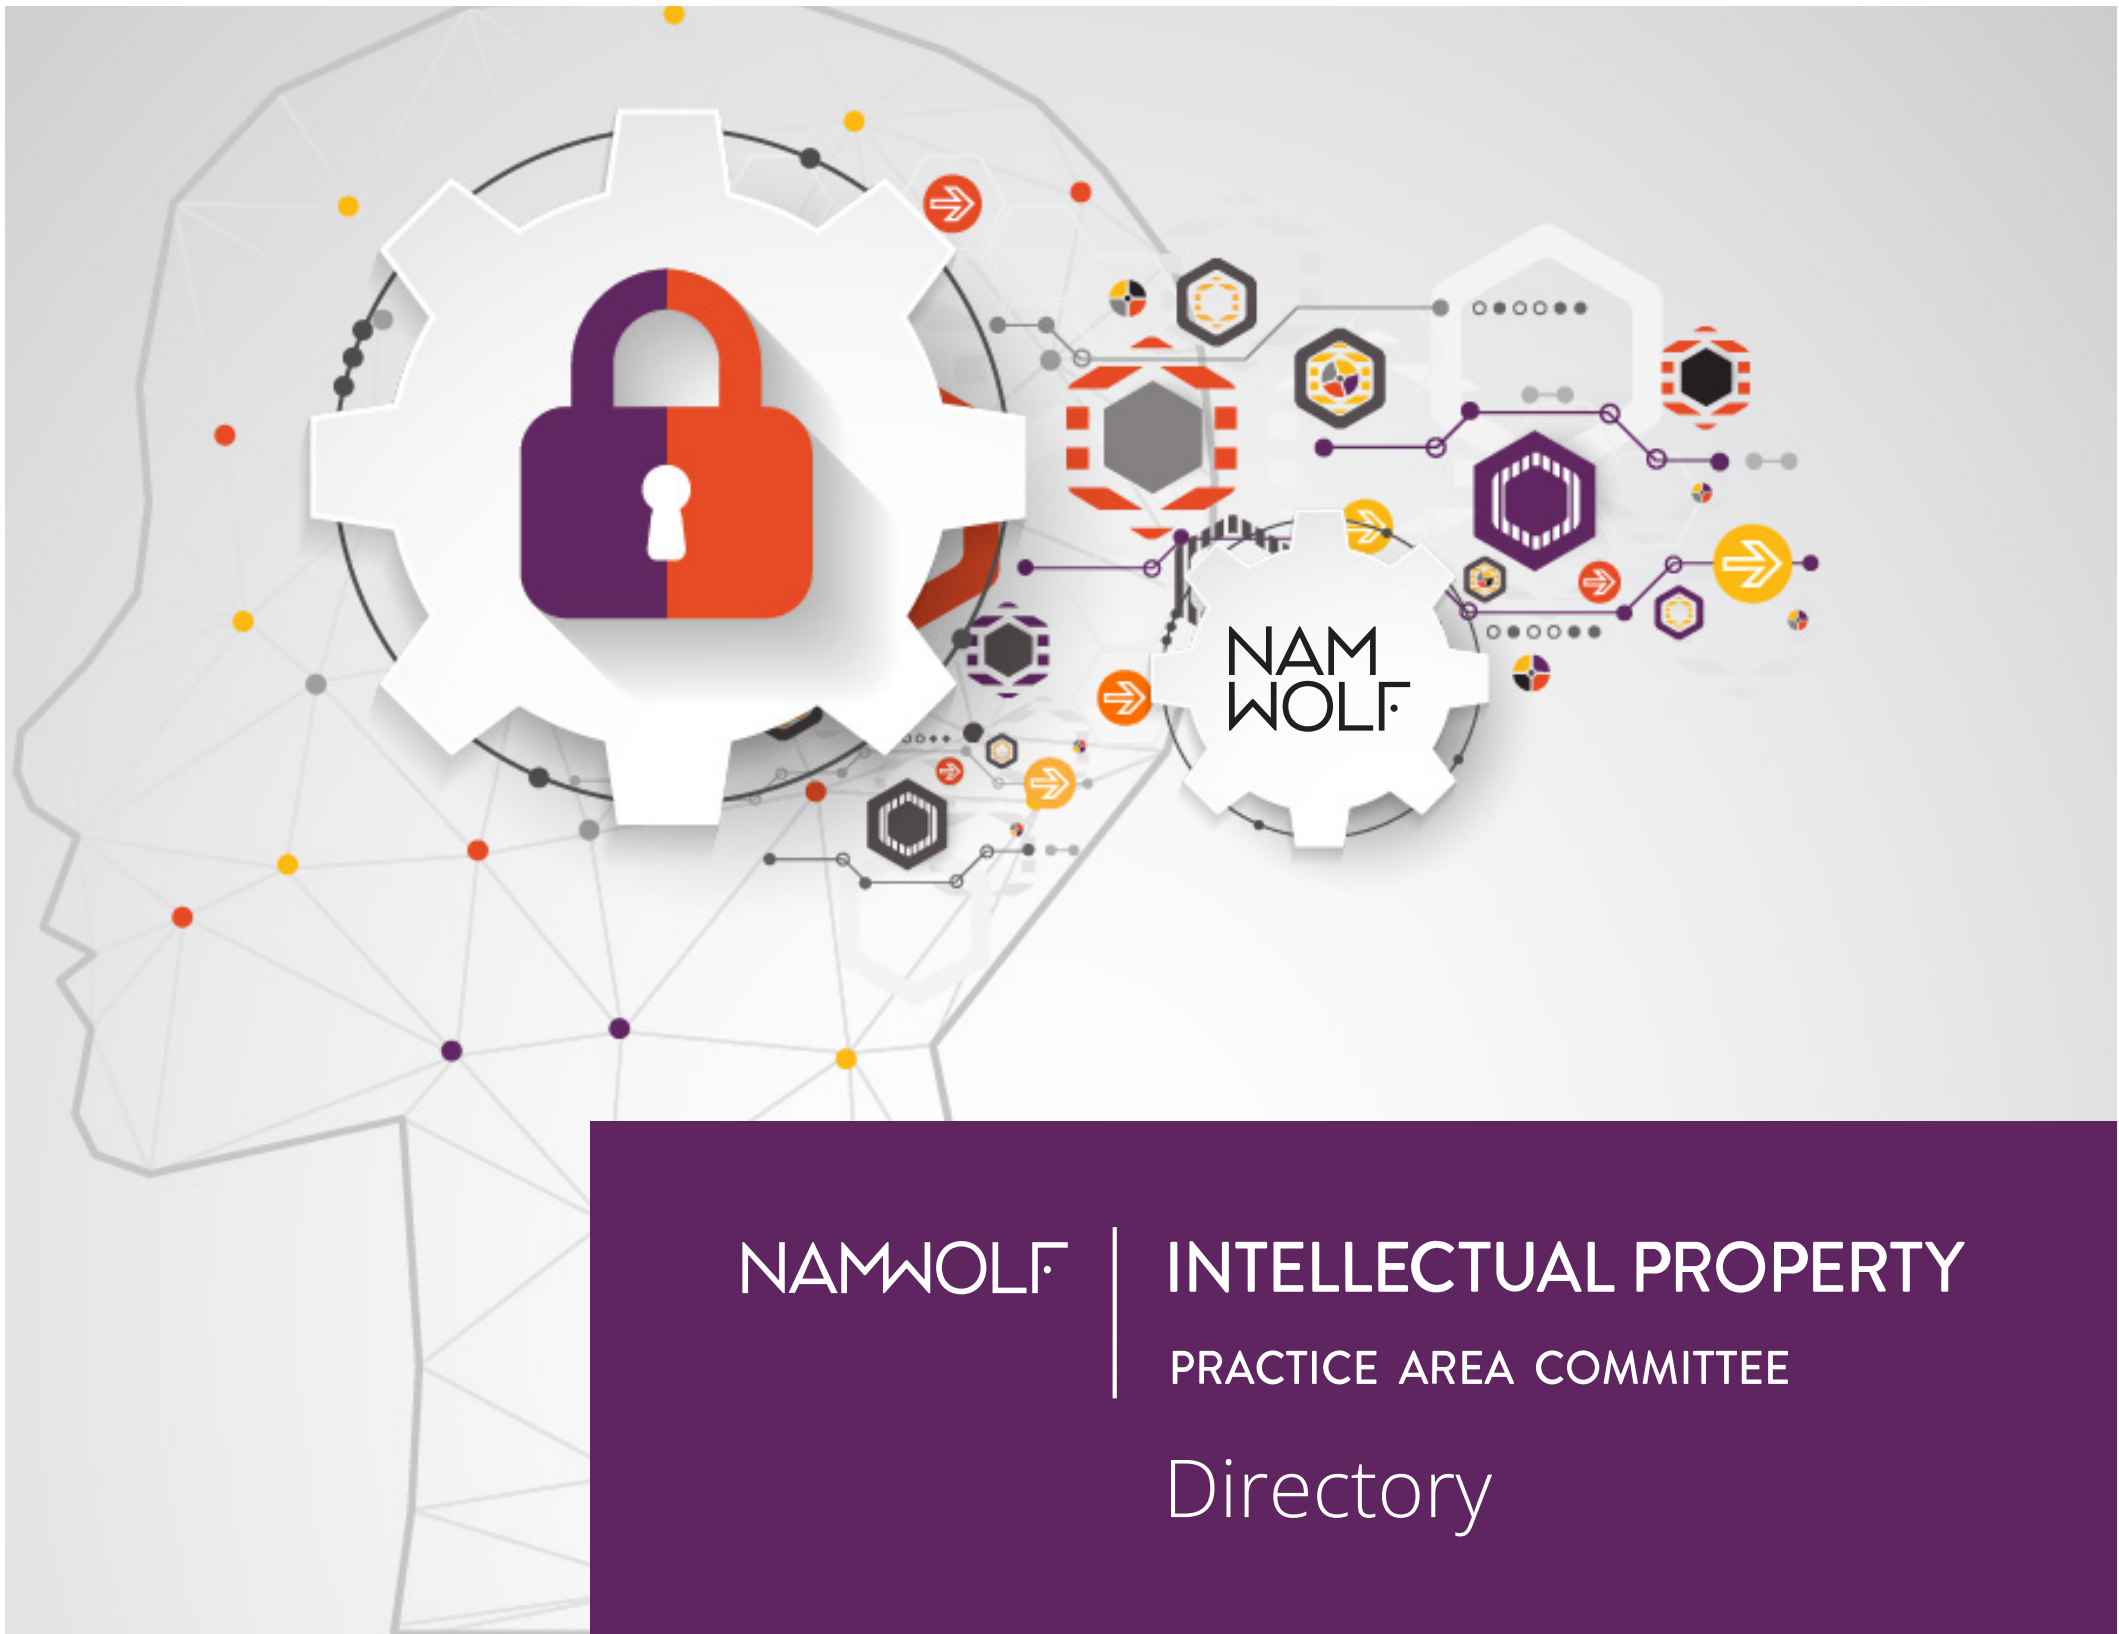 NAM
WOLF
NAMWOLF
INTELLECTUAL PROPERTY
PRACTICE AREA COMMITTEE
Directory